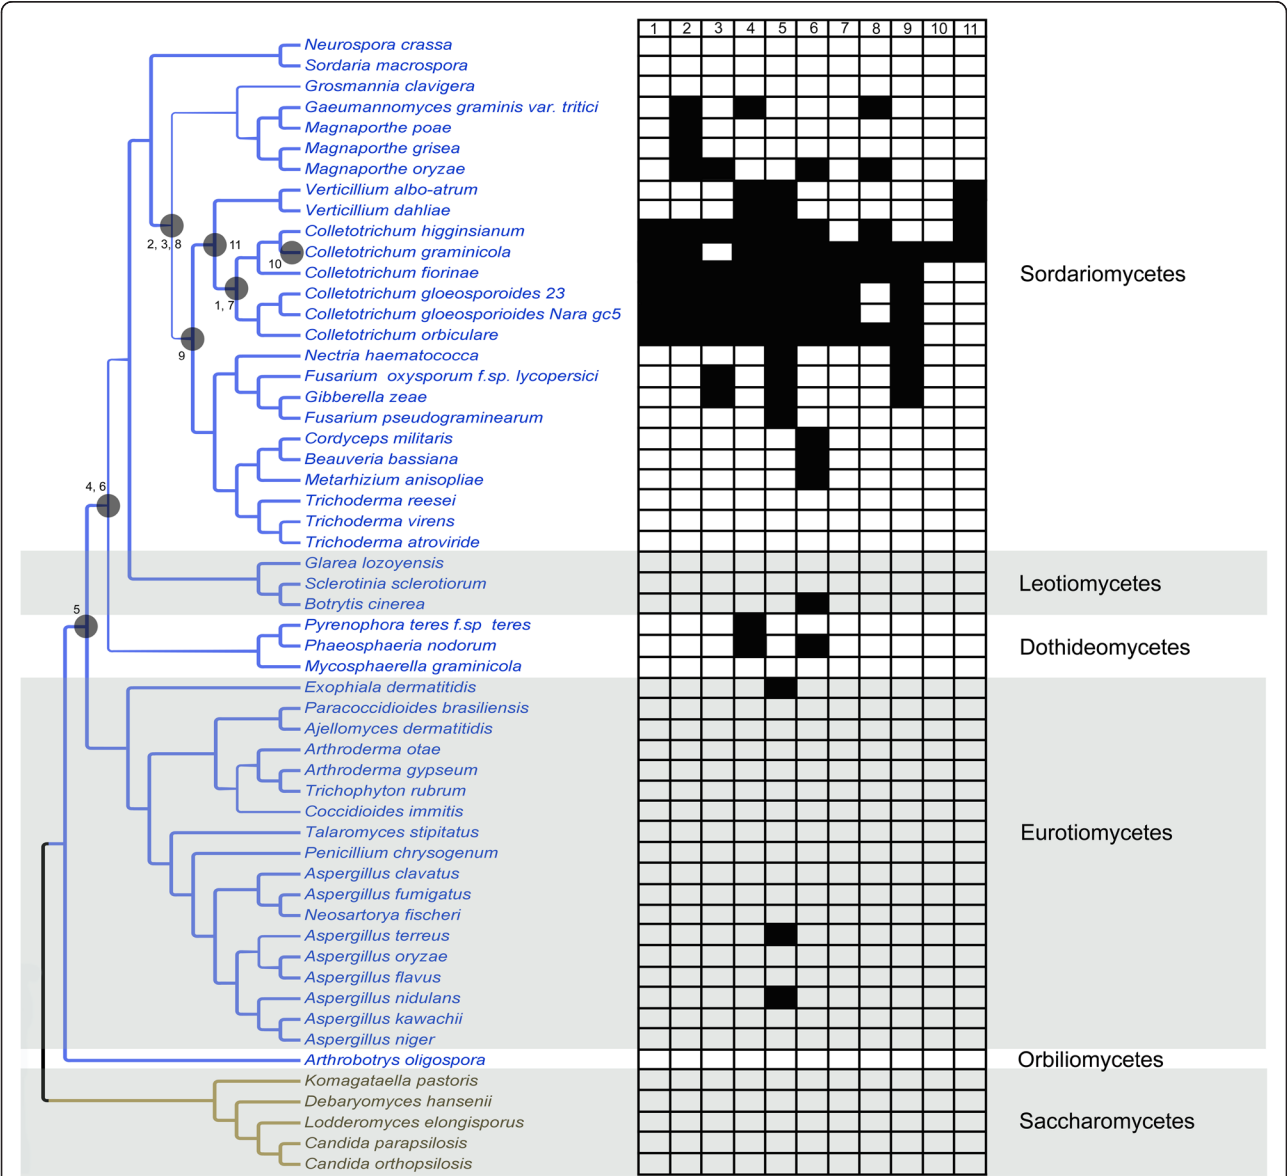 1 2 3 4 5 6 7 8 9 10 11
Neurospora crassa
Sordaria macrospora
Grosmannia clavigera
Gaeumannomyces graminis var. tritici
Magnaporthe poae
Magnaporthe grisea
Magnaporthe oryzae
Verticillium albo-atrum
Verticillium dahliae
Colletotrichum higginsianum
2, 3, 8
11
Colletotrichum graminicola
10
Colletotrichum fiorinae
Sordariomycetes
Colletotrichum gloeosporoides 23
1, 7
Colletotrichum gloeosporioides Nara gc5
Colletotrichum orbiculare
9
Nectria haematococca
Fusarium oxysporum f.sp. lycopersici
Gibberella zeae
Fusarium pseudograminearum
Cordyceps militaris
Beauveria bassiana
Metarhizium anisopliae
4, 6
Trichoderma reesei
Trichoderma virens
Trichoderma atroviride
Glarea lozoyensis
Sclerotinia sclerotiorum
Leotiomycetes
Botrytis cinerea
5
Pyrenophora teres f.sp teres
Phaeosphaeria nodorum
Dothideomycetes
Mycosphaerella graminicola
Exophiala dermatitidis
Paracoccidioides brasiliensis
Ajellomyces dermatitidis
Arthroderma otae
Arthroderma gypseum
Trichophyton rubrum
Coccidioides immitis
Talaromyces stipitatus
Eurotiomycetes
Penicillium chrysogenum
Aspergillus clavatus
Aspergillus fumigatus
Neosartorya fischeri
Aspergillus terreus
Aspergillus oryzae
Aspergillus flavus
Aspergillus nidulans
Aspergillus kawachii
Aspergillus niger
Arthrobotrys oligospora
Orbiliomycetes
Komagataella pastoris
Debaryomyces hansenii
Lodderomyces elongisporus
Saccharomycetes
Candida parapsilosis
Candida orthopsilosis